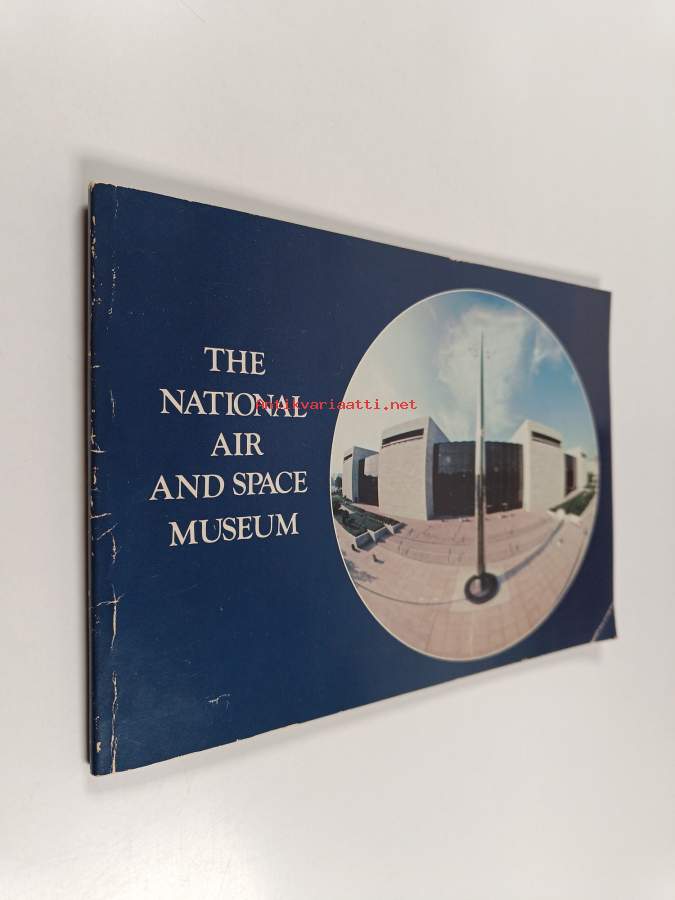 THE
NATIONAL
AIR
AND SPACE
MUSEUM
Antikvariaatti.net